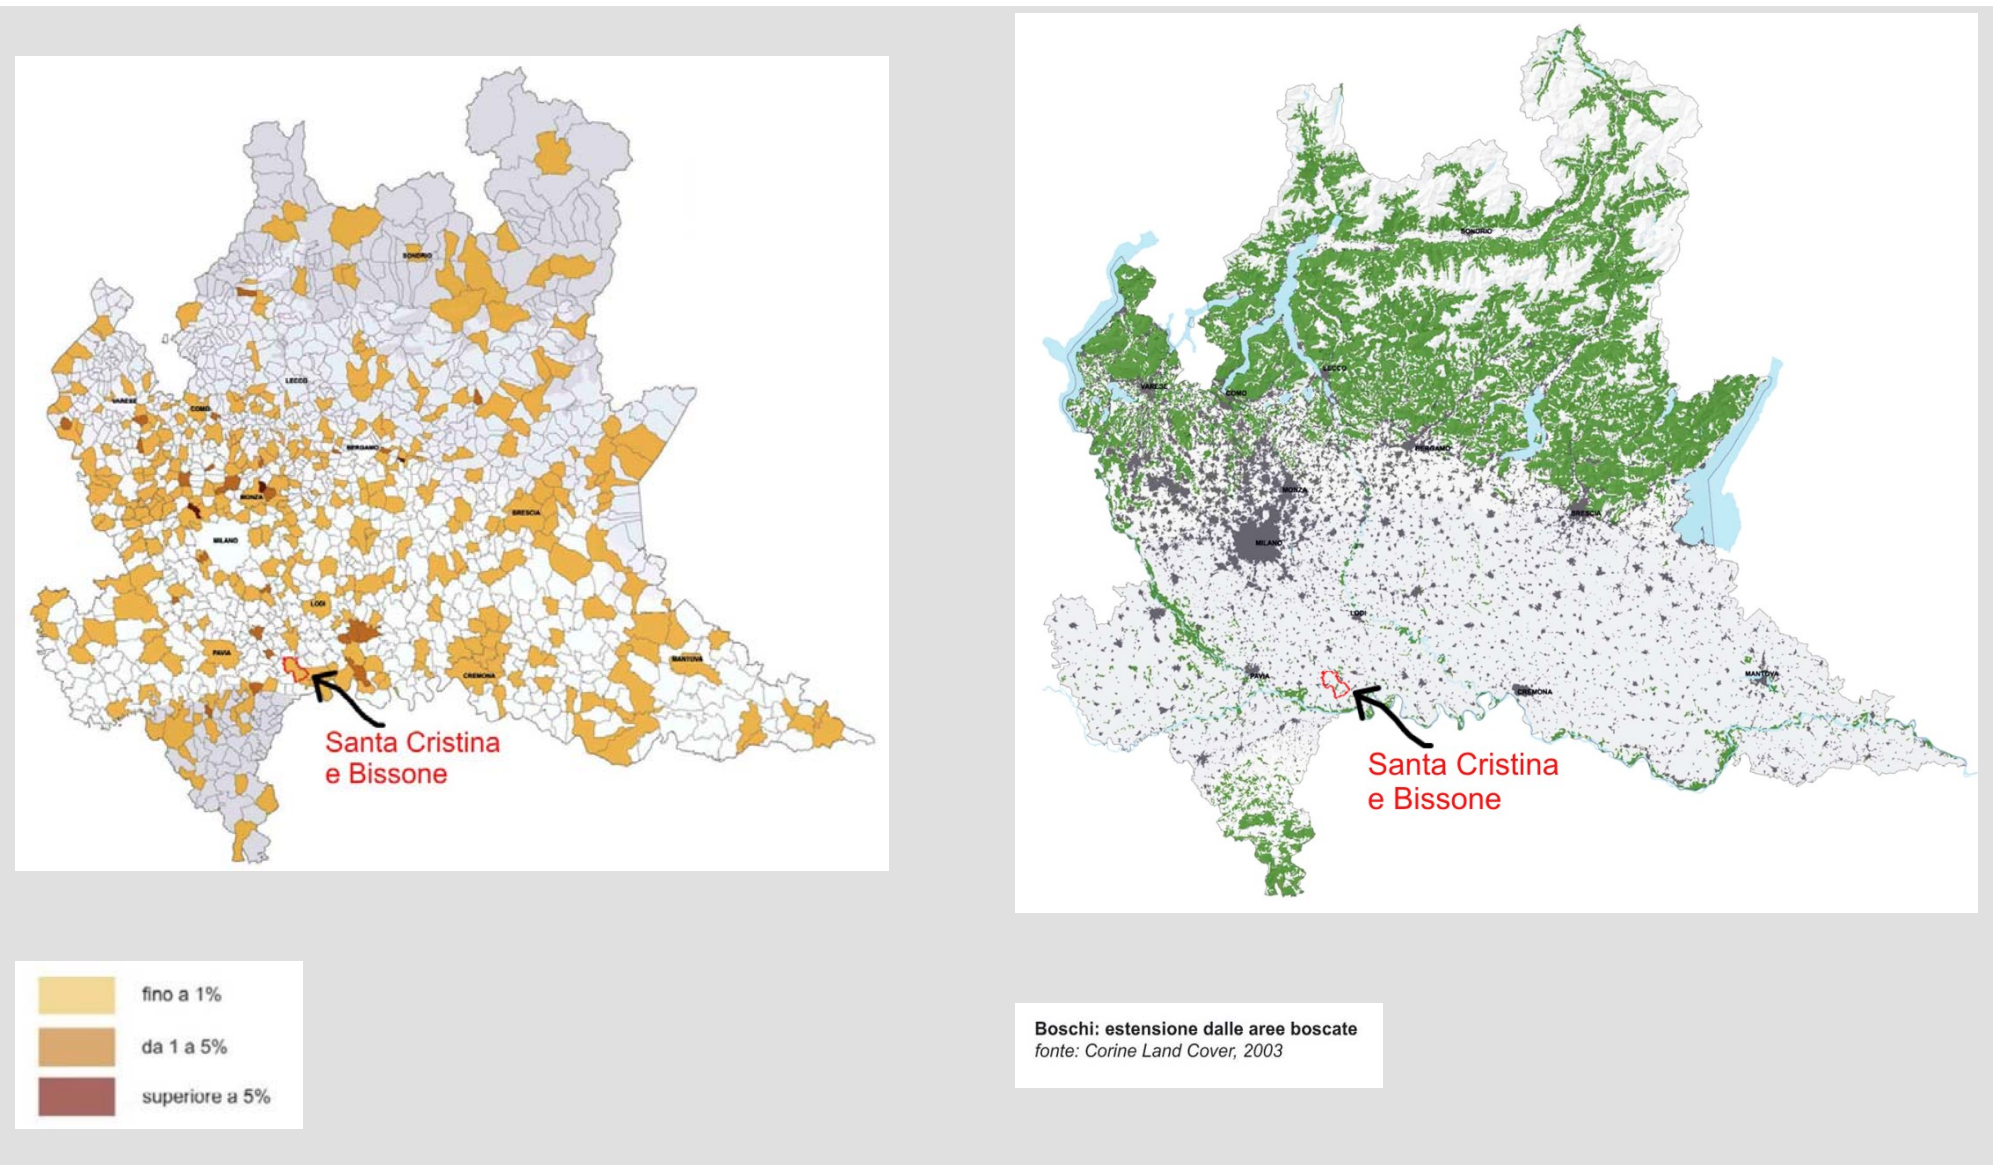 SONDRIO
LECCO
VARESE
COMO
BERGAMO
MONZA
BRESCIA
MILANO
LODI
PAVIA
MANTOVA
CREMONA
Santa Cristina
e Bissone
fino a 1%
da 1 a 5%
superiore a 5%
SONDRIO
LECCO
VARESE
COMO
BERGAMO
MONZA
BRESCIA
MILANO
LODI
PAVIA
MANTOVA
CREMONA
Santa Cristina
e Bissone
Boschi: estensione dalle aree boscate
fonte: Corine Land Cover, 2003